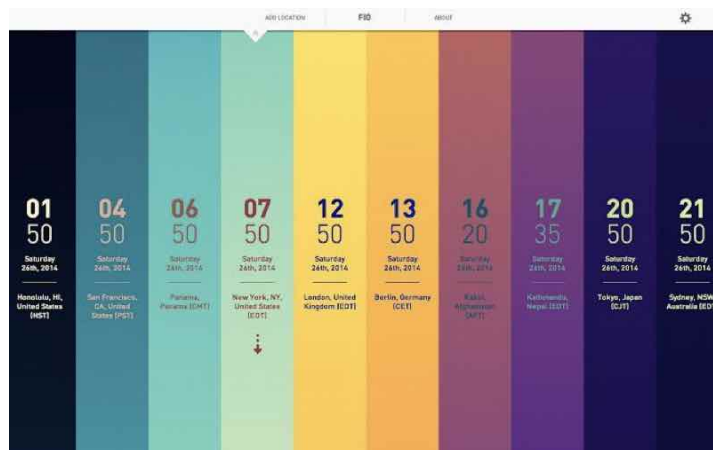 ADD LOCATION
FIO
ABOUT
01
50
Saturday
26th, 2014
Honolulu, HI,
United States
(HST)
04
50
Saturday
26th, 2014
San Francisco,
CA, United
States (PST)
06
50
Saturday
26th, 2014
Panama,
Panama (GMT)
07
50
Saturday
26th, 2014
New York, NY,
United States
(EDT)
12
50
Saturday
26th, 2014
London, United
Kingdom (EDT)
13
50
Saturday
26th, 2014
Berlin, Germany
(CET)
16
20
Saturday
26th, 2014
Kabul,
Afghanistan
(AFT)
17
35
Saturday
26th, 2014
Kathmandu,
Nepal (EDT)
20
50
Saturday
26th, 2014
Tokyo, Japan
(CJT)
21
50
Saturday
26th, 2014
Sydney, NSW
Australia (EDT